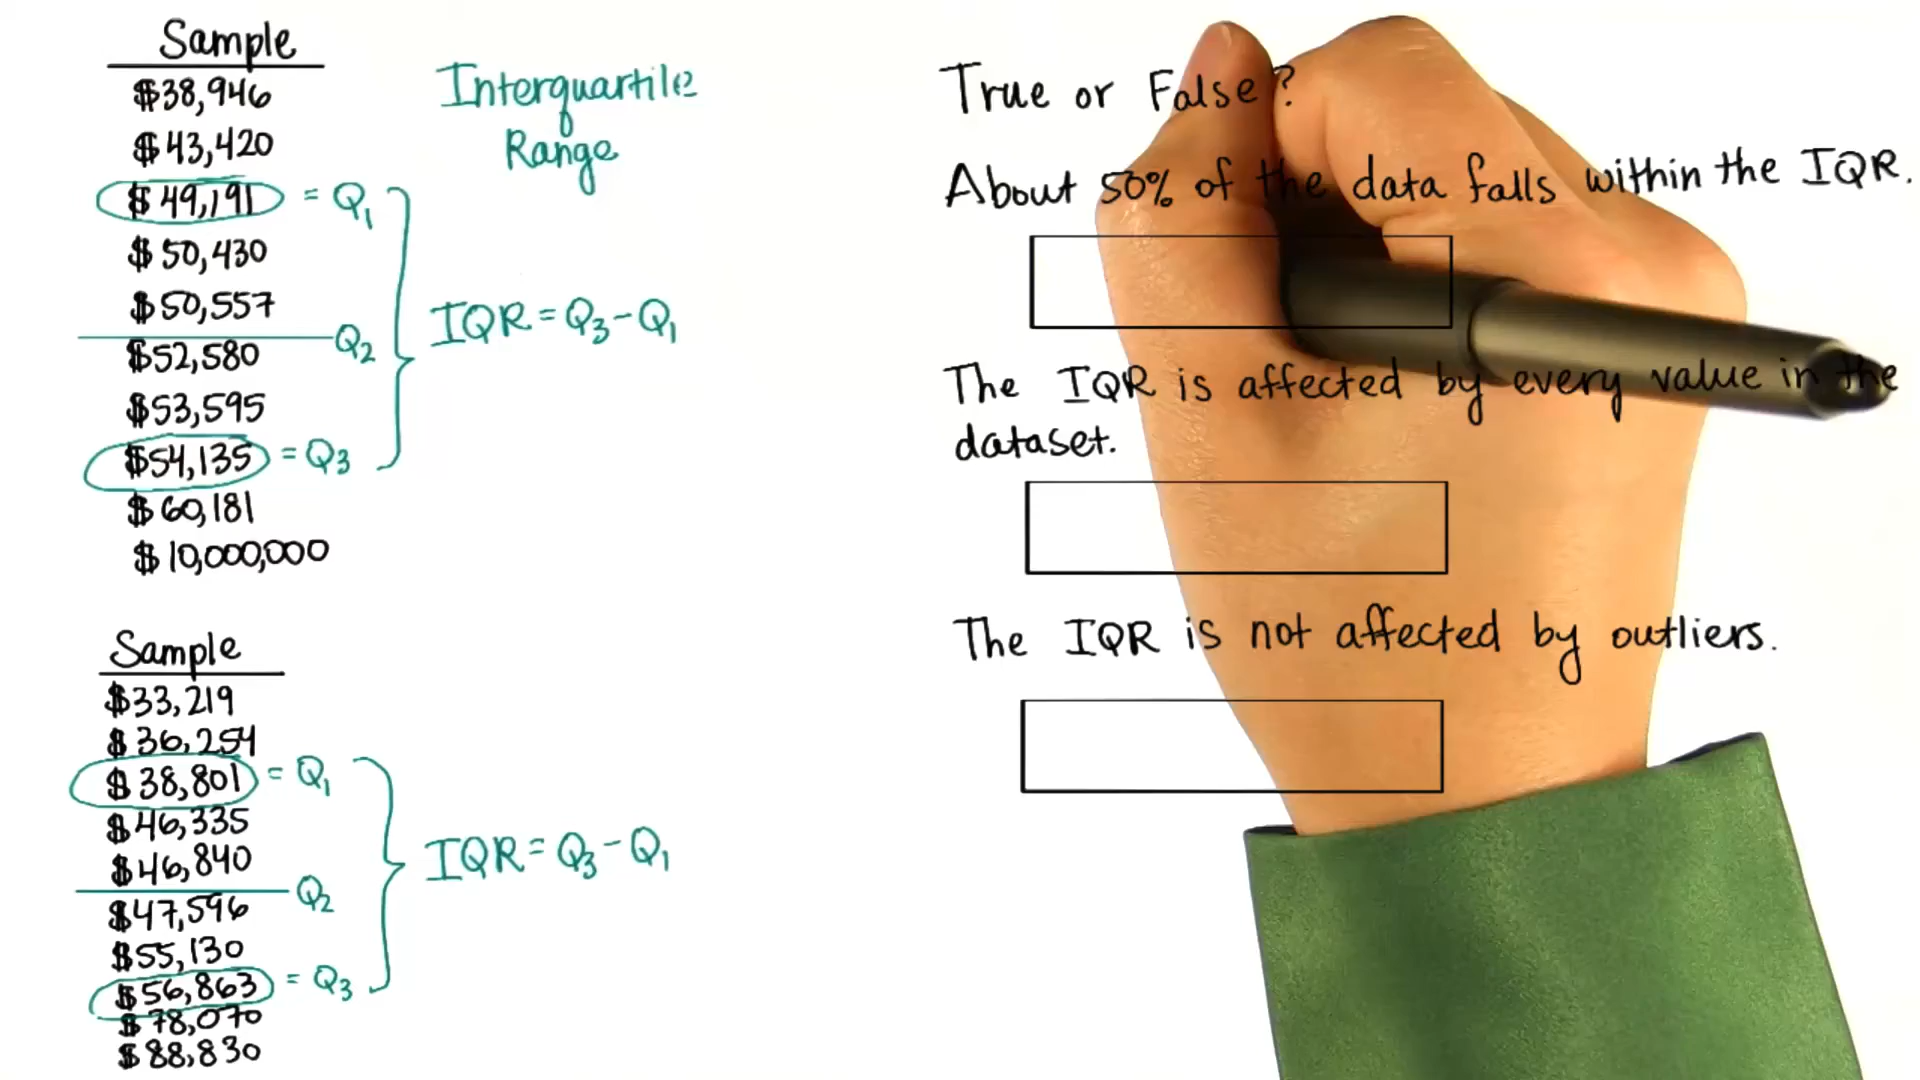 Sample
$38,946
$43,420
$49,191 = Q1
$50,430
$50,557
Q2
$52,580
$53,595
$54,135 = Q3
$60,181
$10,000,000
Interquartile
Range
IQR = Q3 - Q1
Sample
$33,219
$36,254
$38,801 = Q1
$46,335
$46,840
Q2
$47,596
$55,130
$56,863 = Q3
$78,070
$88,830
IQR = Q3 - Q1
True or False?
About 50% of the data falls within the IQR.
The IQR is affected by every value in the
dataset.
The IQR is not affected by outliers.